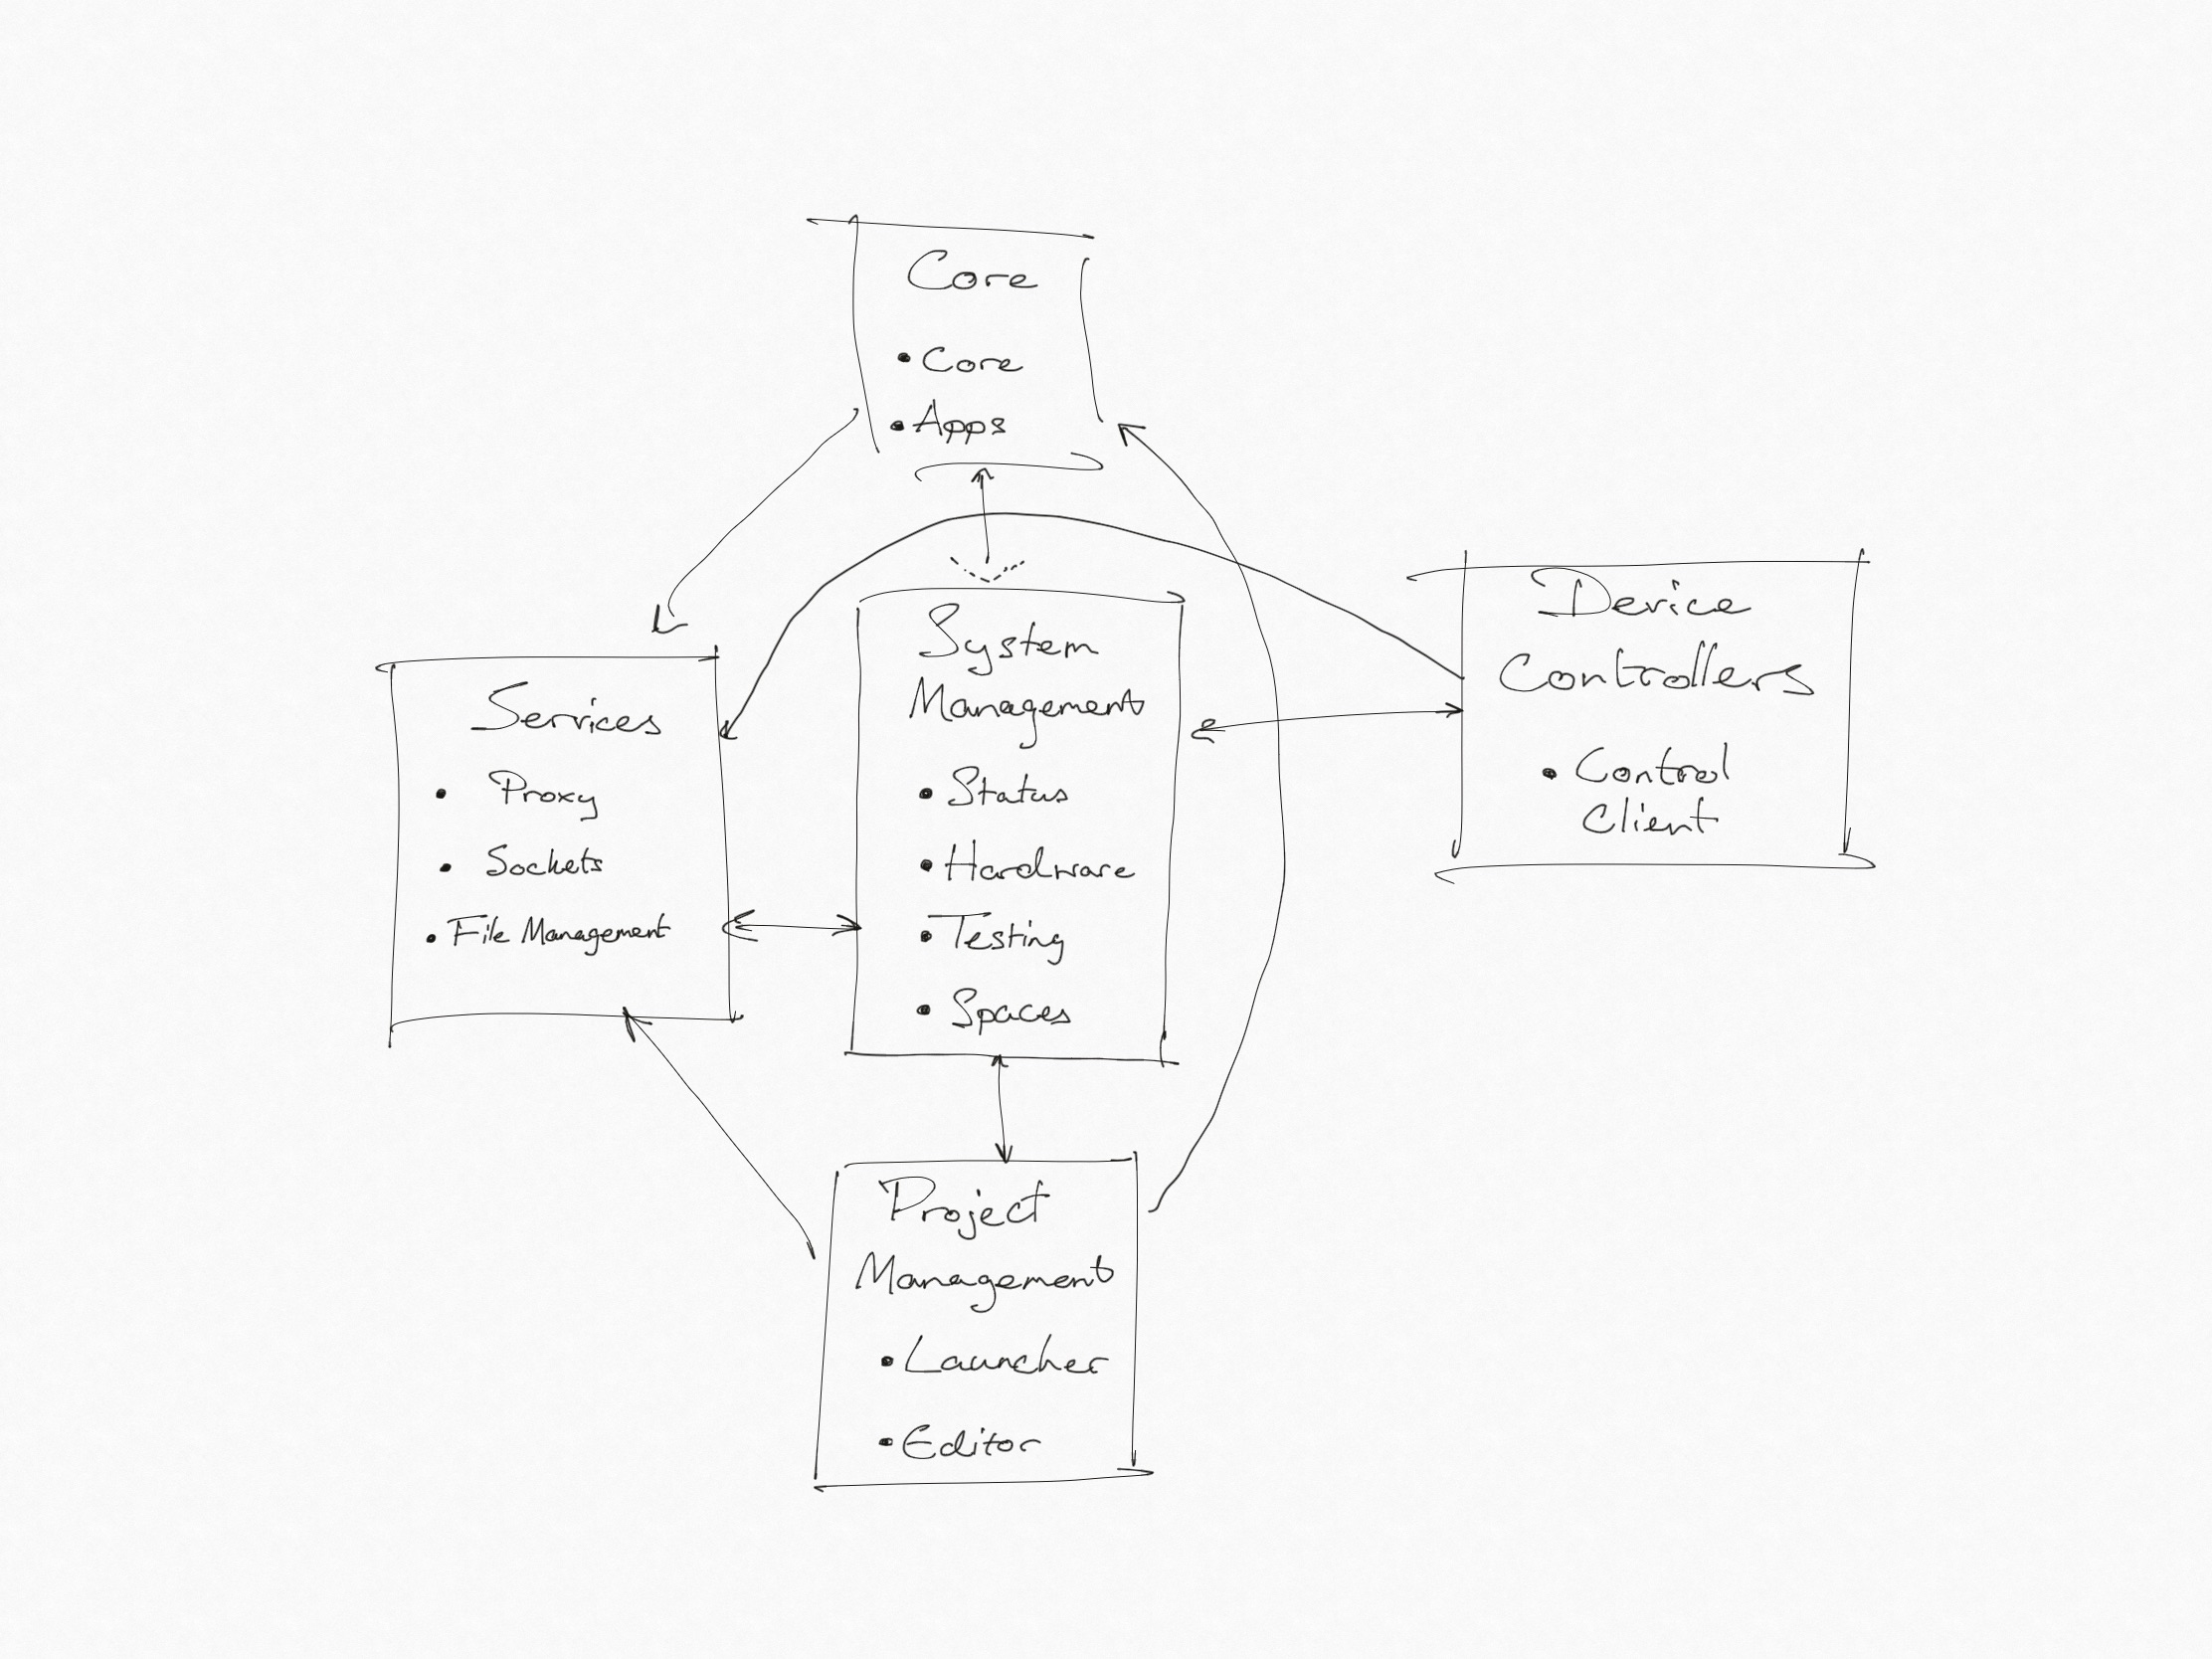 Core
• Core
• Apps
Services
• Proxy
• Sockets
• File Management
System
Management
• Status
• Hardware
• Testing
• Spaces
Device
Controllers
• Control
Client
Project
Management
• Launcher
• Editor